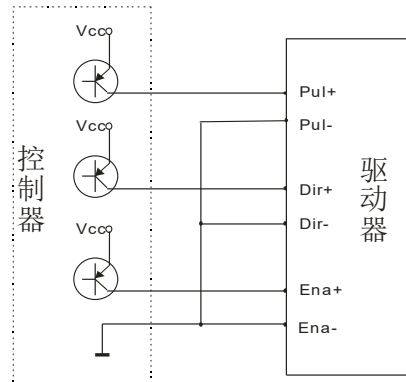 Vcc
Pul+
Pul-
Vcc
控制器
驱动器
Dir+
Dir-
Vcc
Ena+
Ena-